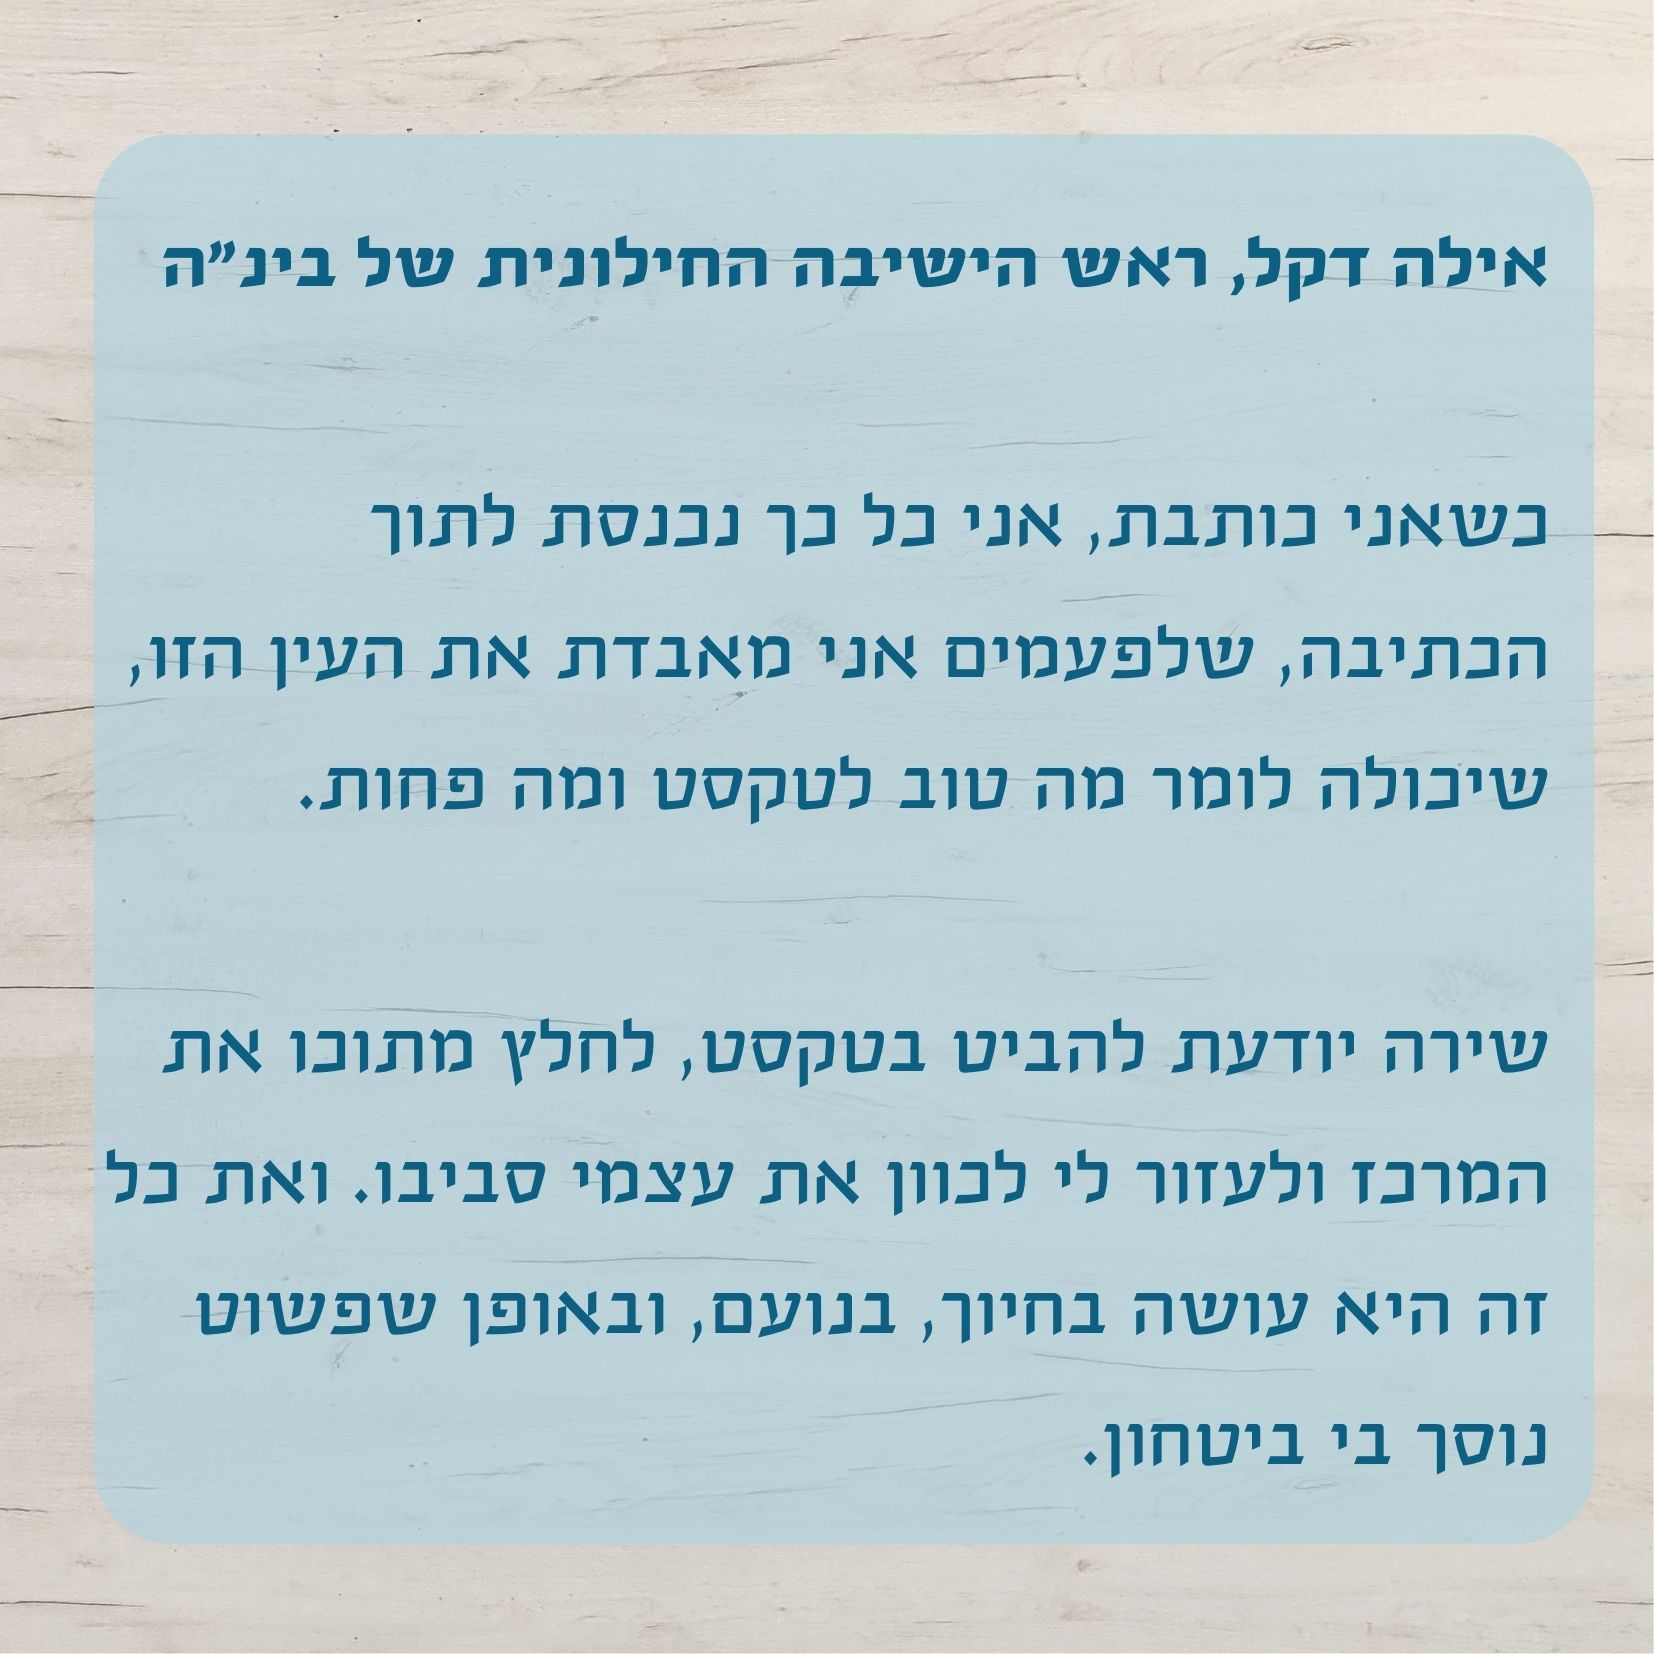 אילה דקל, ראש הישיבה החילונית של בינ"ה
כשאני כותבת, אני כל כך נכנסת לתוך
הכתיבה, שלפעמים אני מאבדת את העין הזו,
שיכולה לומר מה טוב לטקסט ומה פחות.
שירה יודעת להביט בטקסט, לחלץ מתוכו את
המרכז ולעזור לי לכוון את עצמי סביבו. ואת כל
זה היא עושה בחיוך, בנועם, ובאופן שפשוט
נוסך בי ביטחון.